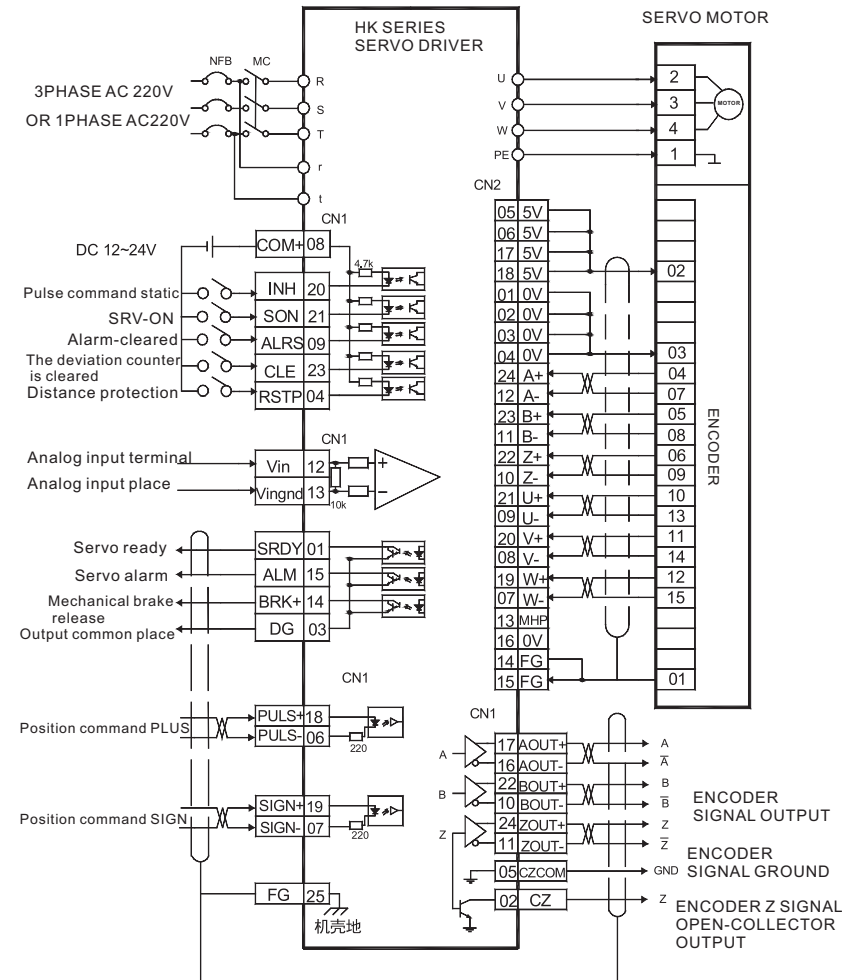 HK SERIES
SERVO DRIVER
SERVO MOTOR
NFB
MC
3PHASE AC 220V
OR 1PHASE AC220V
R
S
T
r
t
U
V
W
PE
2
3
4
1
MOTOR
CN2
CN1
DC 12~24V
COM+ 08
4.7k
Pulse command static
INH 20
SRV-ON
SON 21
Alarm-cleared
ALRS 09
The deviation counter
is cleared
CLE 23
Distance protection
RSTP 04
CN1
Analog input terminal
Vin 12
Analog input place
Vingnd 13
10k
+
−
Servo ready
SRDY 01
Servo alarm
ALM 15
Mechanical brake
release
BRK+ 14
Output common place
DG 03
CN1
Position command PLUS
PULS+ 18
PULS- 06
220
Position command SIGN
SIGN+ 19
SIGN- 07
220
FG 25
机壳地
05 5V
06 5V
17 5V
18 5V
01 0V
02 0V
03 0V
04 0V
24 A+
12 A-
23 B+
11 B-
22 Z+
10 Z-
21 U+
09 U-
20 V+
08 V-
19 W+
07 W-
13 MHP
16 0V
14 FG
15 FG
02
03
04
07
05
08
06
09
10
13
11
14
12
15
01
ENCODER
CN1
A
B
Z
17 AOUT+
16 AOUT-
22 BOUT+
10 BOUT-
24 ZOUT+
11 ZOUT-
05 CZCOM
02 CZ
A
A̅
B
B̅
Z
Z̅
GND
Z
ENCODER
SIGNAL OUTPUT
ENCODER
SIGNAL GROUND
ENCODER Z SIGNAL
OPEN-COLLECTOR
OUTPUT